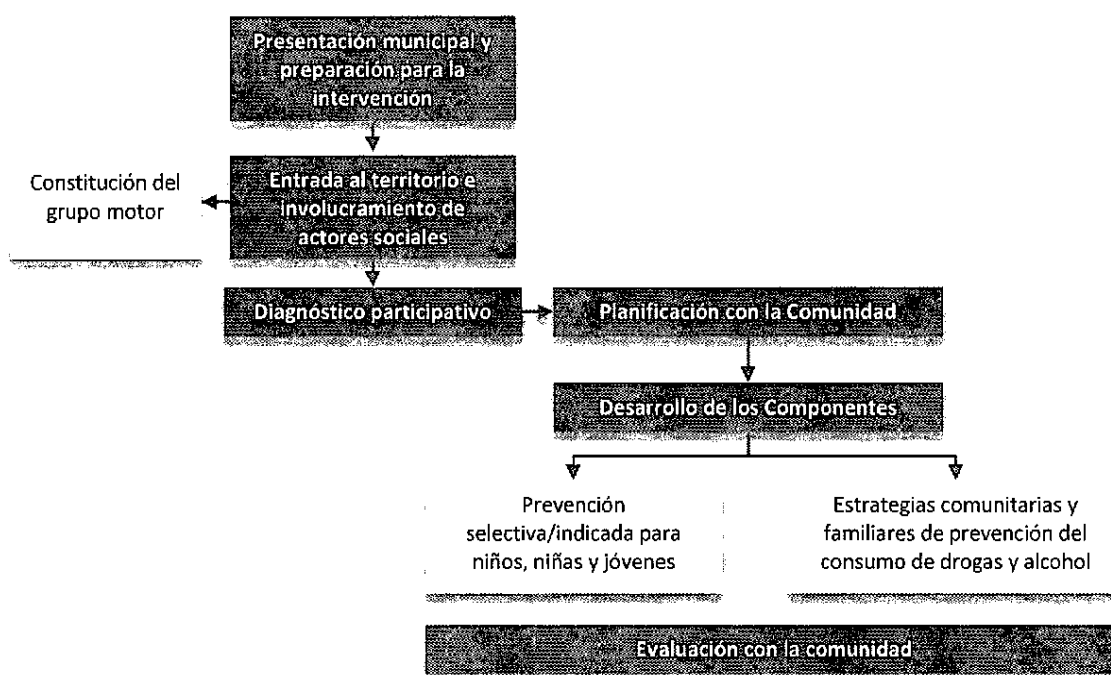 Presentación municipal y
preparación para la
intervención
Constitución del
grupo motor
Entrada al territorio e
involucramiento de
actores sociales
Diagnóstico participativo
Planificación con la Comunidad
Desarrollo de los Componentes
Prevención
selectiva/indicada para
niños, niñas y jóvenes
Estrategias comunitarias y
familiares de prevención del
consumo de drogas y alcohol
Evaluación con la comunidad